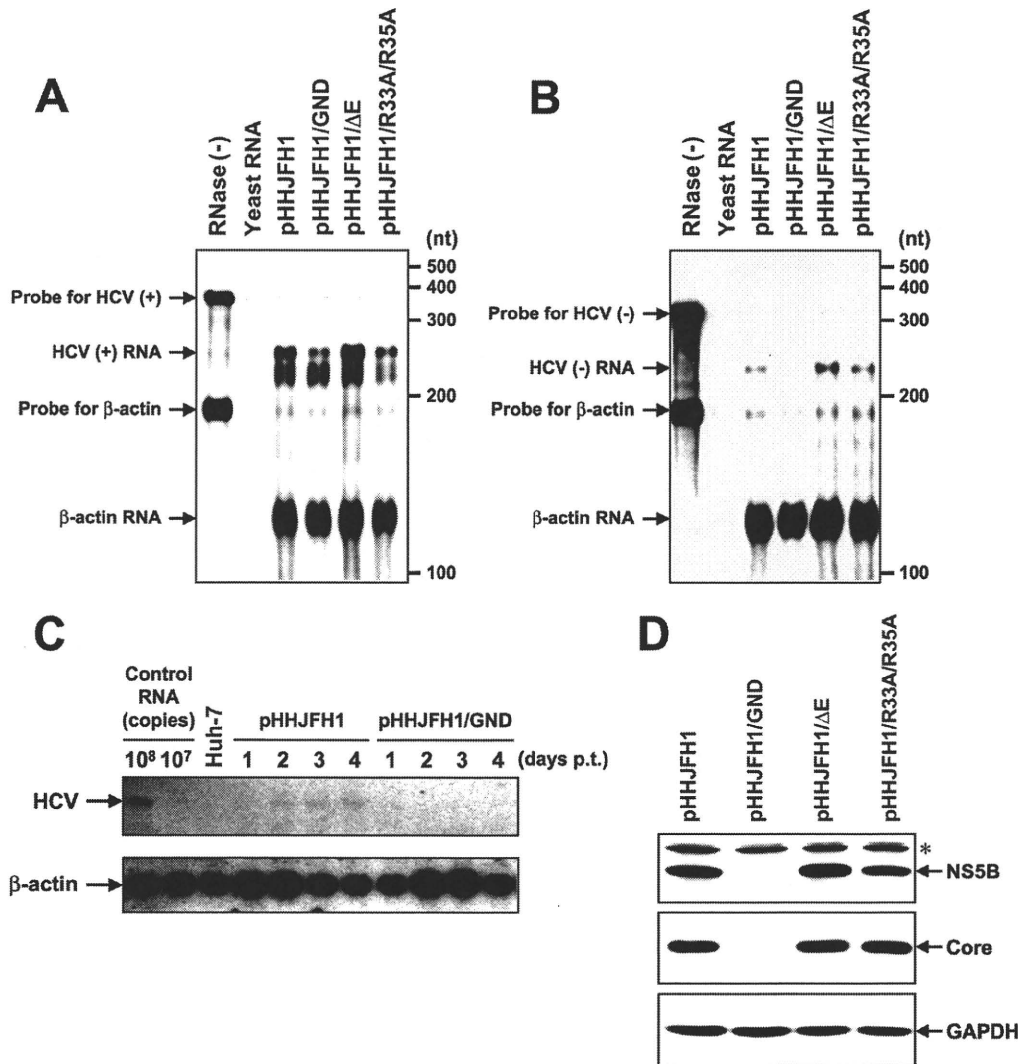 A
RNase (-)
Yeast RNA
pHHJFH1
pHHJFH1/GND
pHHJFH1/ΔE
pHHJFH1/R33A/R35A
(nt)
500
400
300
200
100
Probe for HCV (+)
HCV (+) RNA
Probe for β-actin
β-actin RNA
B
RNase (-)
Yeast RNA
pHHJFH1
pHHJFH1/GND
pHHJFH1/ΔE
pHHJFH1/R33A/R35A
(nt)
500
400
300
200
100
Probe for HCV (-)
HCV (-) RNA
Probe for β-actin
β-actin RNA
C
Control
RNA
(copies)
Huh-7
pHHJFH1
pHHJFH1/GND
10⁸ 10⁷ 1 2 3 4 1 2 3 4 (days p.t.)
HCV
β-actin
D
pHHJFH1
pHHJFH1/GND
pHHJFH1/ΔE
pHHJFH1/R33A/R35A
*
NS5B
Core
GAPDH